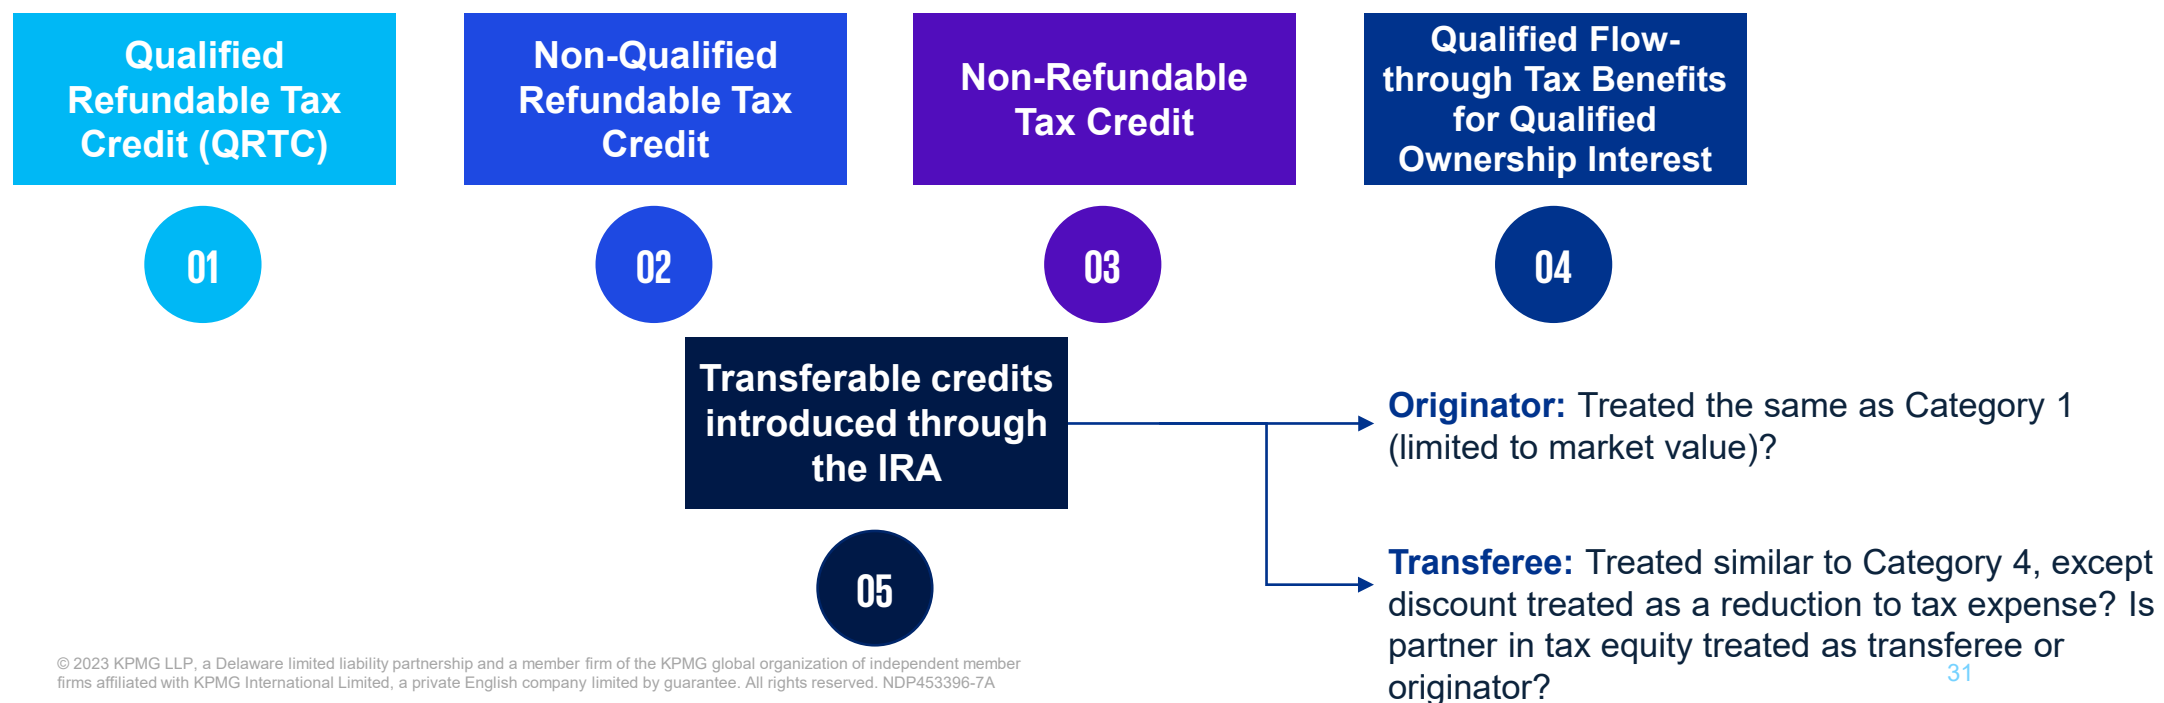 Qualified
Refundable Tax
Credit (QRTC)
01
Non-Qualified
Refundable Tax
Credit
02
Non-Refundable
Tax Credit
03
Qualified Flow-
through Tax Benefits
for Qualified
Ownership Interest
04
Transferable credits
introduced through
the IRA
05
Originator: Treated the same as Category 1
(limited to market value)?
Transferee: Treated similar to Category 4, except
discount treated as a reduction to tax expense? Is
partner in tax equity treated as transferee or
originator?
© 2023 KPMG LLP, a Delaware limited liability partnership and a member firm of the KPMG global organization of independent member
firms affiliated with KPMG International Limited, a private English company limited by guarantee. All rights reserved. NDP453396-7A
31